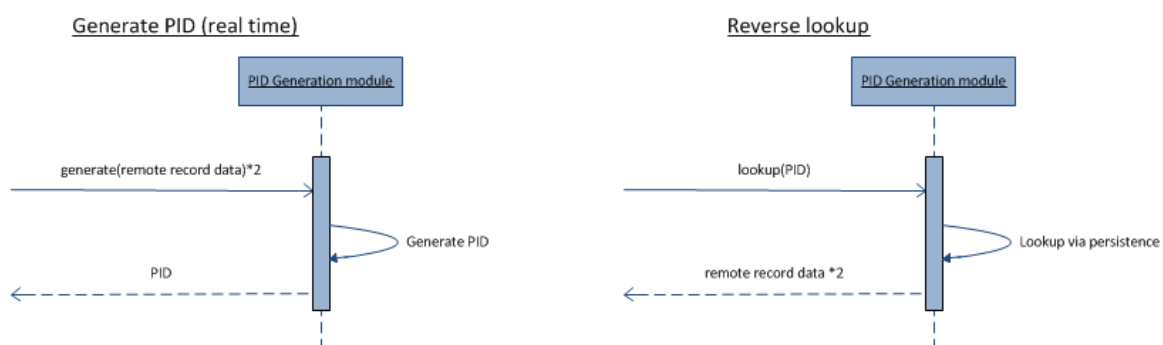 Generate PID (real time)
PID Generation module
generate(remote record data)*2
Generate PID
PID
Reverse lookup
PID Generation module
lookup(PID)
Lookup via persistence
remote record data *2